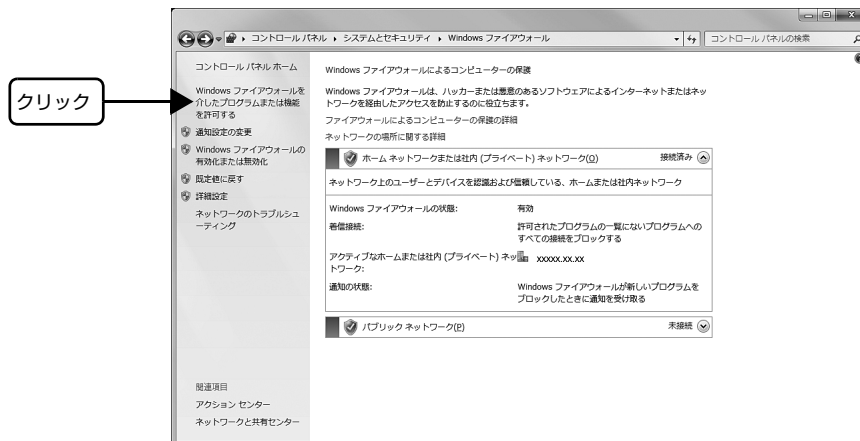 コントロール パネル ▸ システムとセキュリティ ▸ Windows ファイアウォール
コントロール パネルの検索
クリック
コントロール パネル ホーム
Windows ファイアウォールを
介したプログラムまたは機能
を許可する
通知設定の変更
Windows ファイアウォールの
有効化または無効化
既定値に戻す
詳細設定
ネットワークのトラブルシュ
ーティング
関連項目
アクション センター
ネットワークと共有センター
Windows ファイアウォールによるコンピューターの保護
Windows ファイアウォールは、ハッカーまたは悪意のあるソフトウェアによるインターネットまたはネッ
トワークを経由したアクセスを防止するのに役立ちます。
ファイアウォールによるコンピューターの保護の詳細
ネットワークの場所に関する詳細
ホーム ネットワークまたは社内 (プライベート) ネットワーク(O) 接続済み
ネットワーク上のユーザーとデバイスを認識および信頼している、ホームまたは社内ネットワーク
Windows ファイアウォールの状態: 有効
着信接続: 許可されたプログラムの一覧にないプログラムへの
すべての接続をブロックする
アクティブなホームまたは社内 (プライベート) ネッ xxxxx.xx.xx
トワーク:
通知の状態: Windows ファイアウォールが新しいプログラムを
ブロックしたときに通知を受け取る
パブリック ネットワーク(P) 未接続